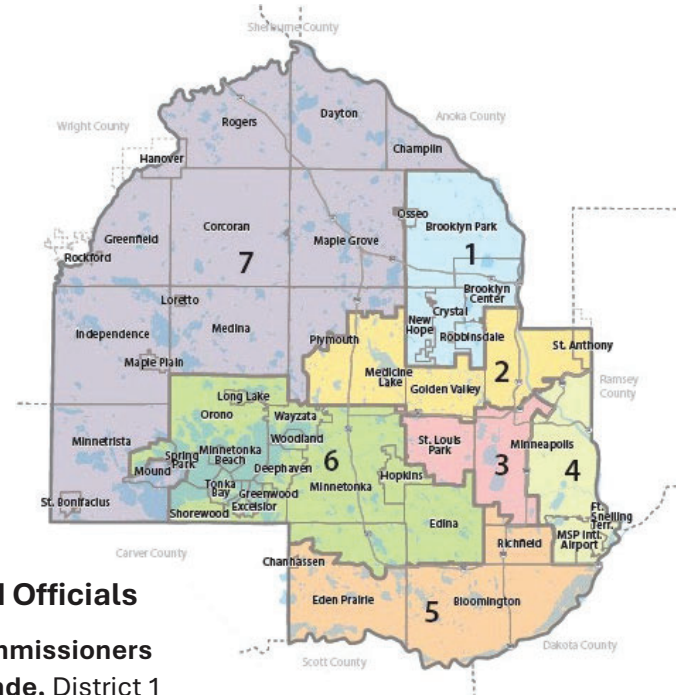 Sherburne County
Anoka County
Wright County
Dayton
Rogers
Champlin
Hanover
Osseo
Corcoran
Brooklyn Park
Greenfield
Maple Grove
1
7
Rockford
Brooklyn
Center
Loretto
Crystal
New
Hope
Independence
Medina
Plymouth
Robbinsdale
St. Anthony
Maple Plain
Medicine
Lake
2
Golden Valley
Ramsey
County
Long Lake
Orono
Wayzata
Minnetrista
Woodland
St. Louis
Park
Minneapolis
Spring
Park
Minnetonka
Beach
6
3
4
Mound
Deephaven
Hopkins
Tonka
Bay
Greenwood
Minnetonka
St. Bonifacius
Excelsior
Shorewood
Edina
Ft.
Snelling
Terr.
Richfield
MSP Intl.
Airport
Carver County
Chanhassen
Eden Prairie
5
Bloomington
Dakota County
Scott County
Officials
mmissioners
de, District 1